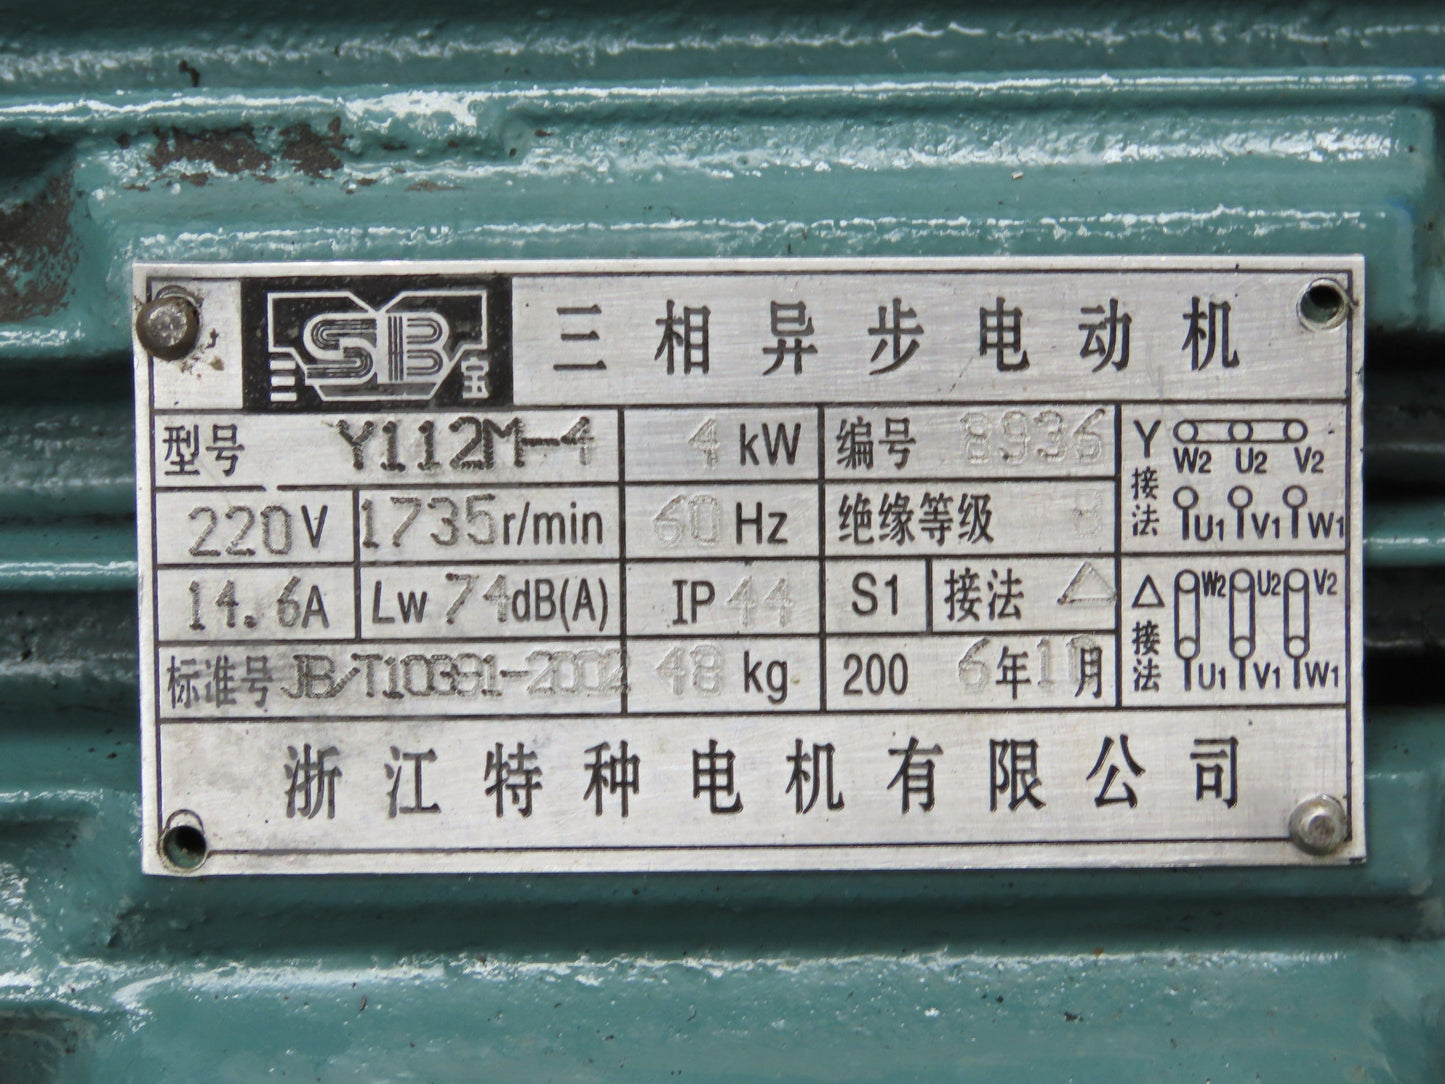 三 SB 宝 三相异步电动机
型号 Y112M-4 4 kW 编号 8936
220V 1735r/min 60 Hz 绝缘等级 B
14.6A Lw 74dB(A) IP 44 S1 接法 △
标准号 JB/T10391-2002 48 kg 200 6年10月
Y接法 W2 U2 V2
U1 V1 W1
△接法 W2 U2 V2
U1 V1 W1
浙江特种电机有限公司